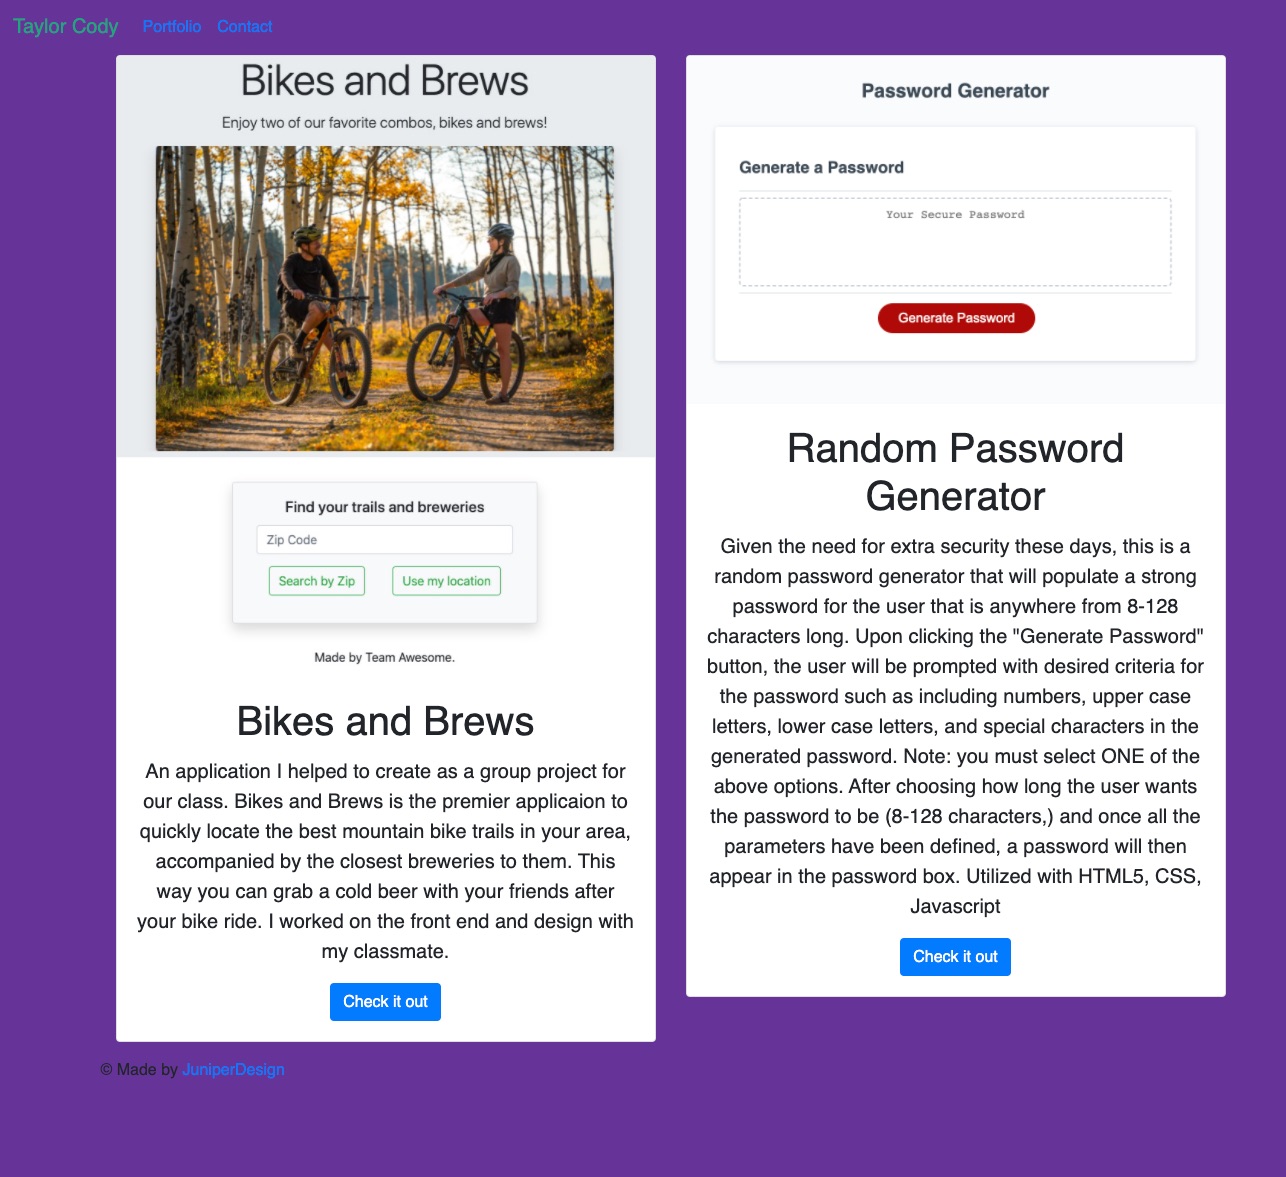 Taylor Cody
Portfolio
Contact
Bikes and Brews
Enjoy two of our favorite combos, bikes and brews!
Find your trails and breweries
Zip Code
Search by Zip
Use my location
Made by Team Awesome.
Bikes and Brews
An application I helped to create as a group project for
our class. Bikes and Brews is the premier applicaion to
quickly locate the best mountain bike trails in your area,
accompanied by the closest breweries to them. This
way you can grab a cold beer with your friends after
your bike ride. I worked on the front end and design with
my classmate.
Check it out
Password Generator
Generate a Password
Your Secure Password
Generate Password
Random Password
Generator
Given the need for extra security these days, this is a
random password generator that will populate a strong
password for the user that is anywhere from 8-128
characters long. Upon clicking the "Generate Password"
button, the user will be prompted with desired criteria for
the password such as including numbers, upper case
letters, lower case letters, and special characters in the
generated password. Note: you must select ONE of the
above options. After choosing how long the user wants
the password to be (8-128 characters,) and once all the
parameters have been defined, a password will then
appear in the password box. Utilized with HTML5, CSS,
Javascript
Check it out
© Made by JuniperDesign